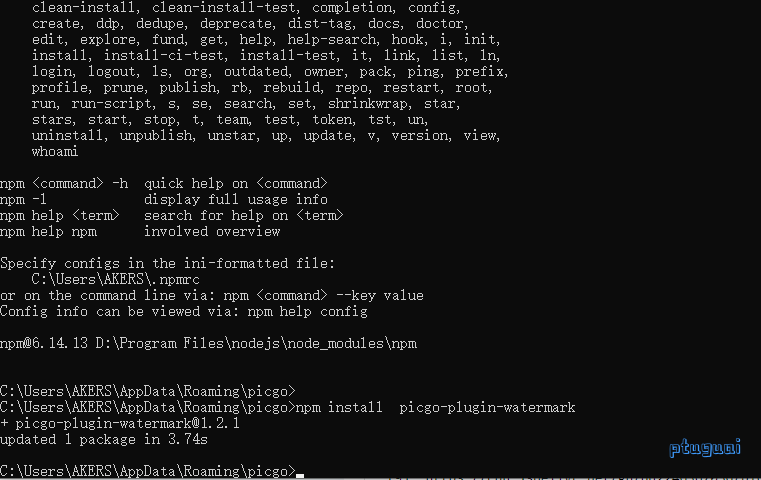 clean-install, clean-install-test, completion, config,
create, ddp, dedupe, deprecate, dist-tag, docs, doctor,
edit, explore, fund, get, help, help-search, hook, i, init,
install, install-ci-test, install-test, it, link, list, ln,
login, logout, ls, org, outdated, owner, pack, ping, prefix,
profile, prune, publish, rb, rebuild, repo, restart, root,
run, run-script, s, se, search, set, shrinkwrap, star,
stars, start, stop, t, team, test, token, tst, un,
uninstall, unpublish, unstar, up, update, v, version, view,
whoami
npm <command> -h  quick help on <command>
npm -l            display full usage info
npm help <term>   search for help on <term>
npm help npm      involved overview
Specify configs in the ini-formatted file:
C:\Users\AKERS\.npmrc
or on the command line via: npm <command> --key value
Config info can be viewed via: npm help config
npm@6.14.13 D:\Program Files\nodejs\node_modules\npm
C:\Users\AKERS\AppData\Roaming\picgo>
C:\Users\AKERS\AppData\Roaming\picgo>npm install  picgo-plugin-watermark
+ picgo-plugin-watermark@1.2.1
updated 1 package in 3.74s
ptuguai
C:\Users\AKERS\AppData\Roaming\picgo>